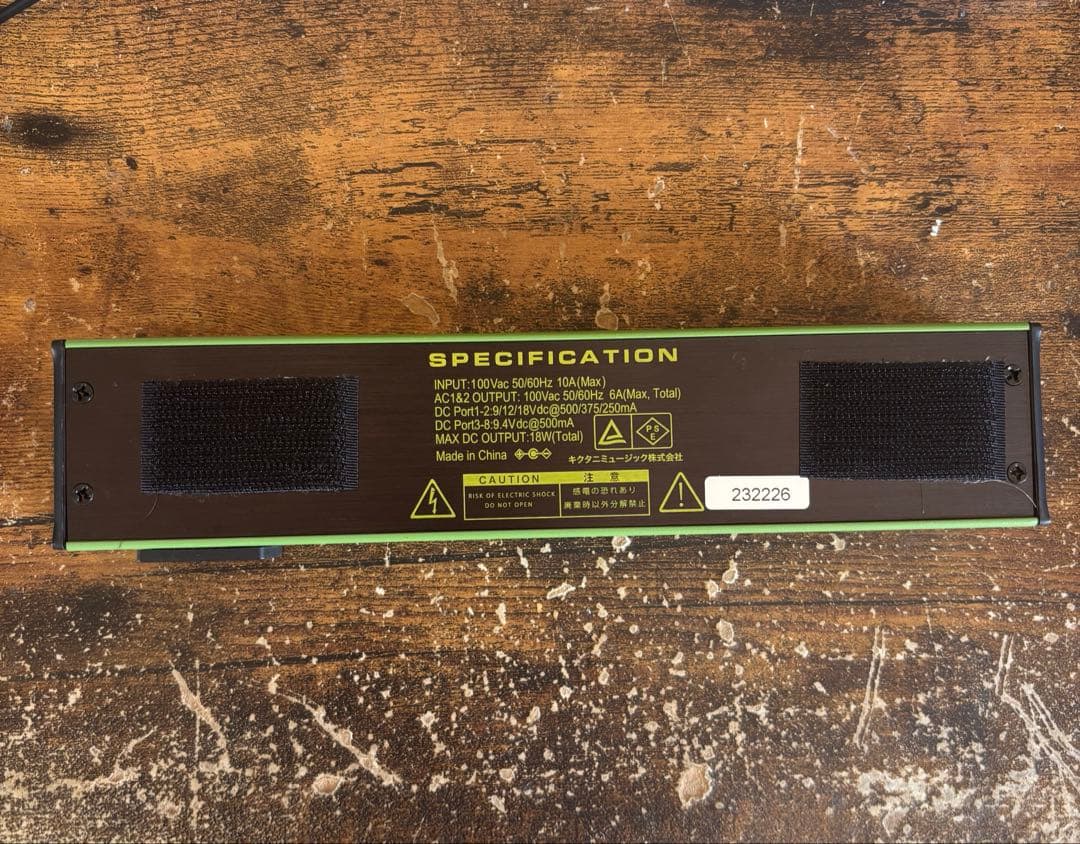 SPECIFICATION
INPUT:100Vac 50/60Hz 10A(Max)
AC1&2 OUTPUT: 100Vac 50/60Hz 6A(Max, Total)
DC Port1-2:9/12/18Vdc@500/375/250mA
DC Port3-8:9.4Vdc@500mA
MAX DC OUTPUT:18W(Total)
PS
E
Made in China
キクタニミュージック株式会社
CAUTION 注 意
RISK OF ELECTRIC SHOCK
DO NOT OPEN
感電の恐れあり
廃棄時以外分解禁止
232226